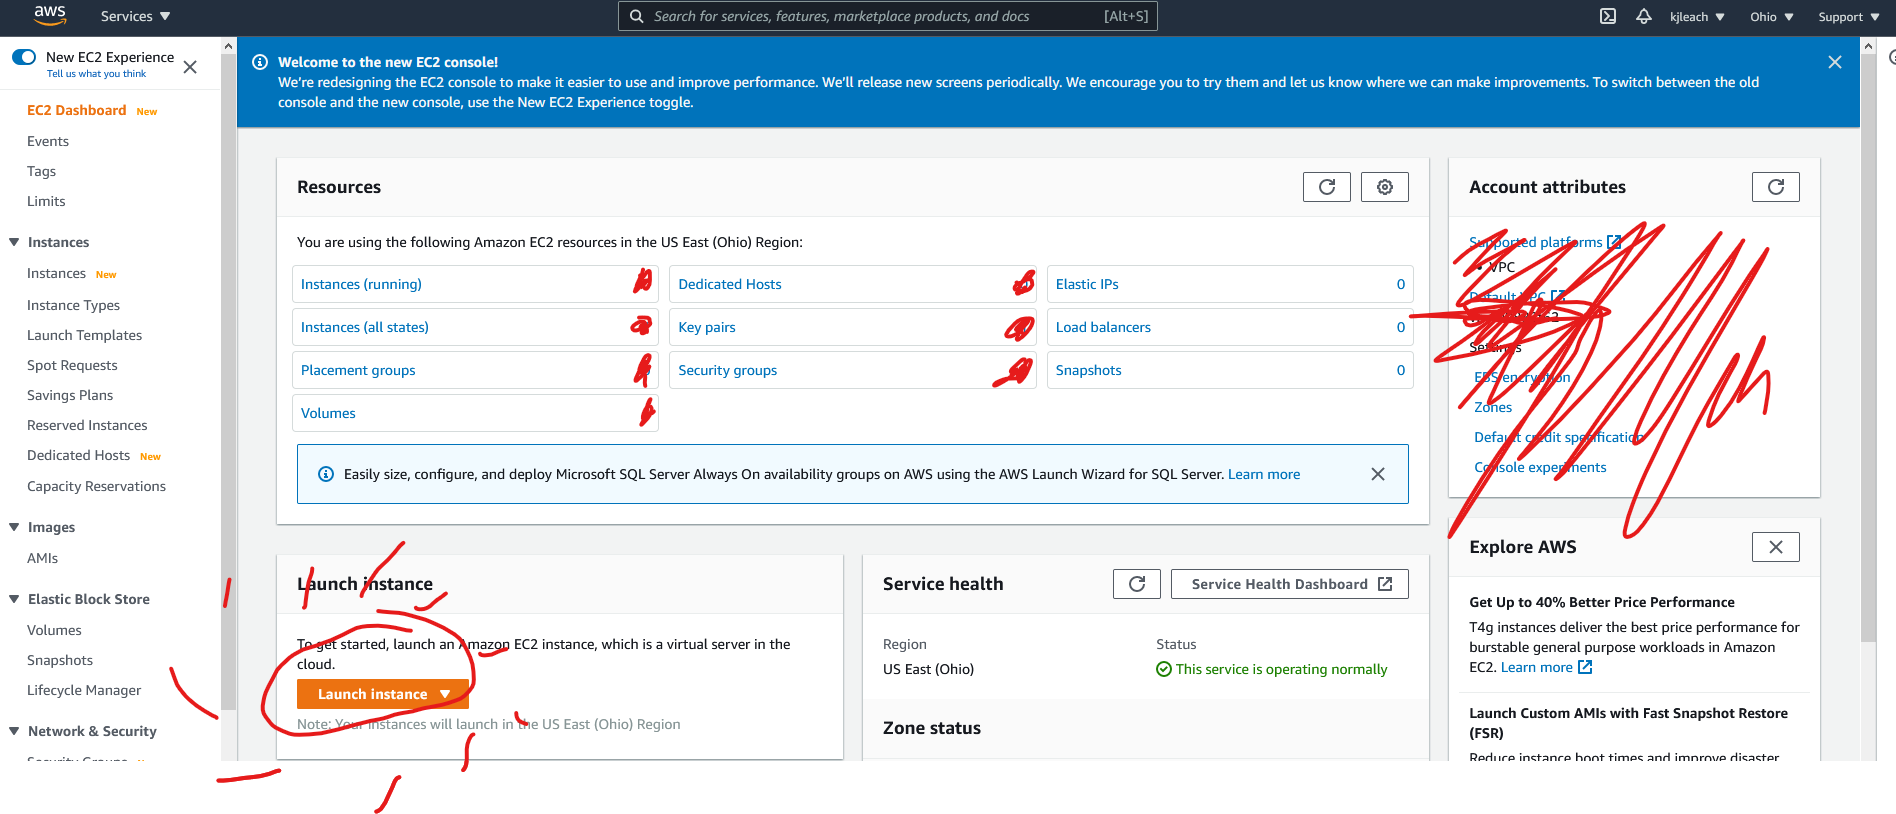 aws
Services
Search for services, features, marketplace products, and docs
[Alt+S]
kjleach
Ohio
Support
New EC2 Experience
Tell us what you think
EC2 Dashboard New
Events
Tags
Limits
Instances
Instances New
Instance Types
Launch Templates
Spot Requests
Savings Plans
Reserved Instances
Dedicated Hosts New
Capacity Reservations
Images
AMIs
Elastic Block Store
Volumes
Snapshots
Lifecycle Manager
Network & Security
Security Groups
Welcome to the new EC2 console!
We're redesigning the EC2 console to make it easier to use and improve performance. We'll release new screens periodically. We encourage you to try them and let us know where we can make improvements. To switch between the old
console and the new console, use the New EC2 Experience toggle.
Resources
You are using the following Amazon EC2 resources in the US East (Ohio) Region:
Instances (running)
Dedicated Hosts
Elastic IPs 0
Instances (all states)
Key pairs
Load balancers 0
Placement groups
Security groups
Snapshots 0
Volumes
Easily size, configure, and deploy Microsoft SQL Server Always On availability groups on AWS using the AWS Launch Wizard for SQL Server. Learn more
Launch instance
To get started, launch an Amazon EC2 instance, which is a virtual server in the
cloud.
Launch instance
Note: Your instances will launch in the US East (Ohio) Region
Service health
Service Health Dashboard
Region
Status
US East (Ohio)
This service is operating normally
Zone status
Account attributes
Supported platforms
VPC
Default VPC
Settings
EBS encryption
Zones
Default credit specification
Console experiments
Explore AWS
Get Up to 40% Better Price Performance
T4g instances deliver the best price performance for
burstable general purpose workloads in Amazon
EC2. Learn more
Launch Custom AMIs with Fast Snapshot Restore
(FSR)
Reduce instance boot times and improve disaster